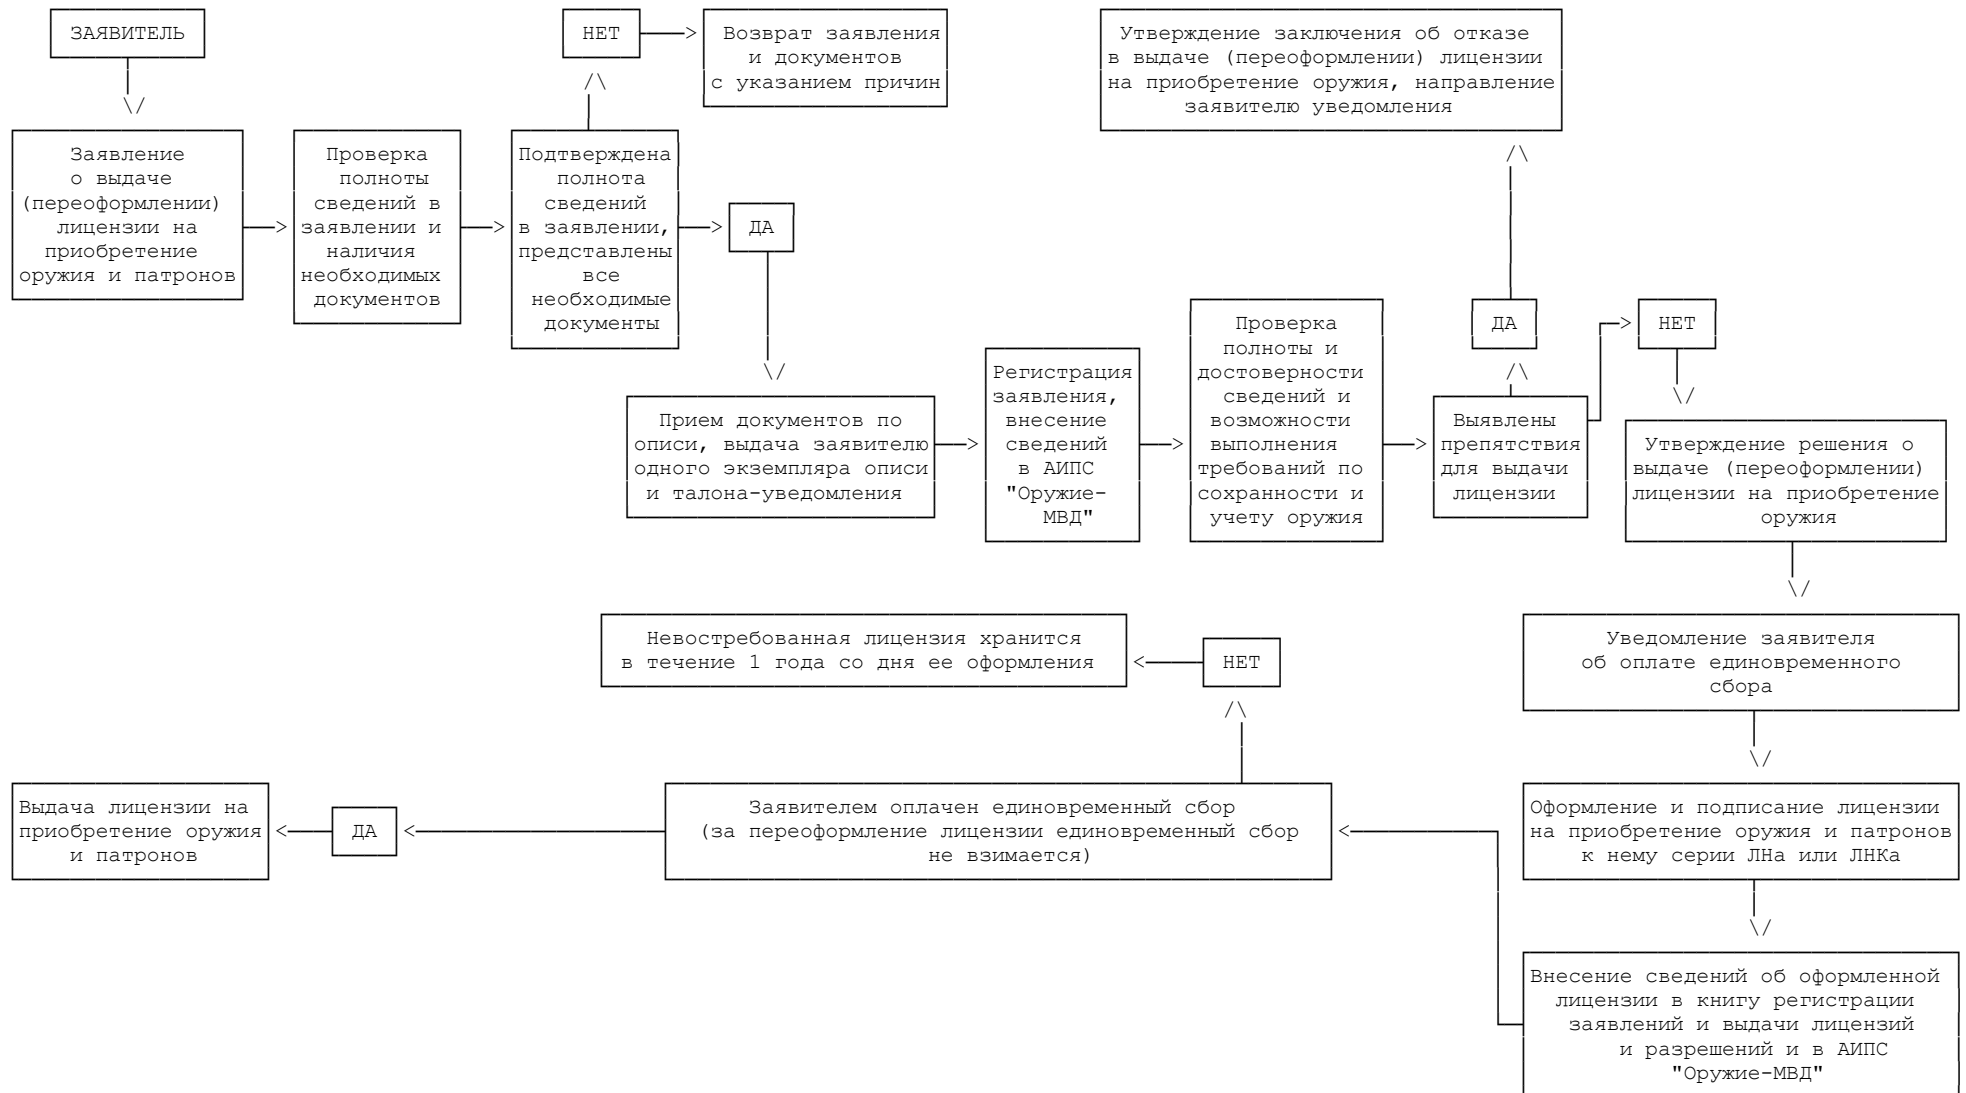 ЗАЯВИТЕЛЬ
НЕТ
Возврат заявления
и документов
с указанием причин
Утверждение заключения об отказе
в выдаче (переоформлении) лицензии
на приобретение оружия, направление
заявителю уведомления
Заявление
о выдаче
(переоформлении)
лицензии на
приобретение
оружия и патронов
Проверка
полноты
сведений в
заявлении и
наличия
необходимых
документов
Подтверждена
полнота
сведений
в заявлении,
представлены
все
необходимые
документы
ДА
Прием документов по
описи, выдача заявителю
одного экземпляра описи
и талона-уведомления
Регистрация
заявления,
внесение
сведений
в АИПС
"Оружие-
МВД"
Проверка
полноты и
достоверности
сведений и
возможности
выполнения
требований по
сохранности и
учету оружия
Выявлены
препятствия
для выдачи
лицензии
ДА
НЕТ
Утверждение решения о
выдаче (переоформлении)
лицензии на приобретение
оружия
Уведомление заявителя
об оплате единовременного
сбора
Оформление и подписание лицензии
на приобретение оружия и патронов
к нему серии ЛНа или ЛНКа
Внесение сведений об оформленной
лицензии в книгу регистрации
заявлений и выдачи лицензий
и разрешений и в АИПС
"Оружие-МВД"
Заявителем оплачен единовременный сбор
(за переоформление лицензии единовременный сбор
не взимается)
НЕТ
Невостребованная лицензия хранится
в течение 1 года со дня ее оформления
ДА
Выдача лицензии на
приобретение оружия
и патронов